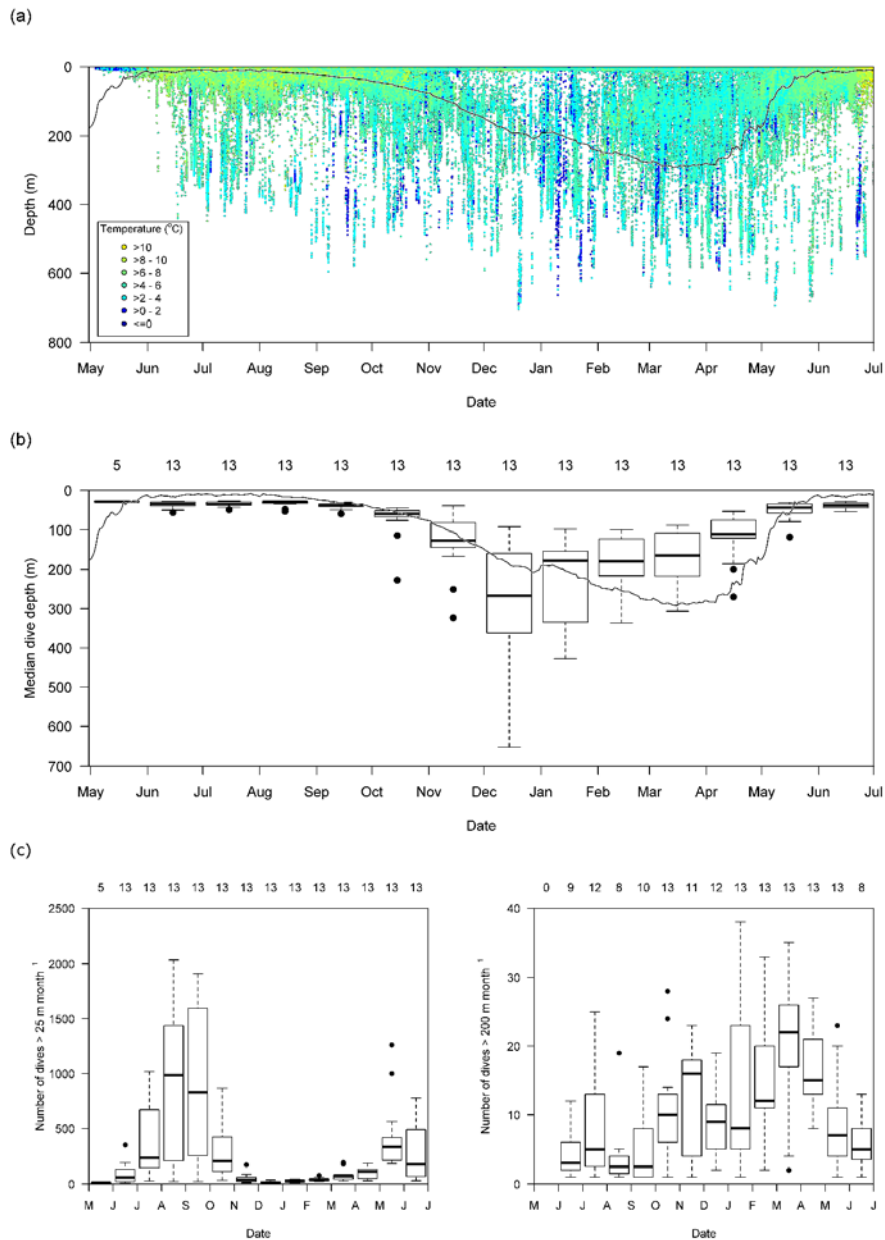 (a)
0
200
400
600
800
Depth (m)
Temperature (°C)
>10
>8 - 10
>6 - 8
>4 - 6
>2 - 4
>0 - 2
<=0
May Jun Jul Aug Sep Oct Nov Dec Jan Feb Mar Apr May Jun Jul
Date
(b)
5 13 13 13 13 13 13 13 13 13 13 13 13 13
0
100
200
300
400
500
600
700
Median dive depth (m)
May Jun Jul Aug Sep Oct Nov Dec Jan Feb Mar Apr May Jun Jul
Date
(c)
5 13 13 13 13 13 13 13 13 13 13 13 13 13
2500
2000
1500
1000
500
0
Number of dives > 25 m month⁻¹
M J J A S O N D J F M A M J J
Date
0 9 12 8 10 13 11 12 13 13 13 13 13 8
40
30
20
10
0
Number of dives > 200 m month⁻¹
M J J A S O N D J F M A M J J
Date